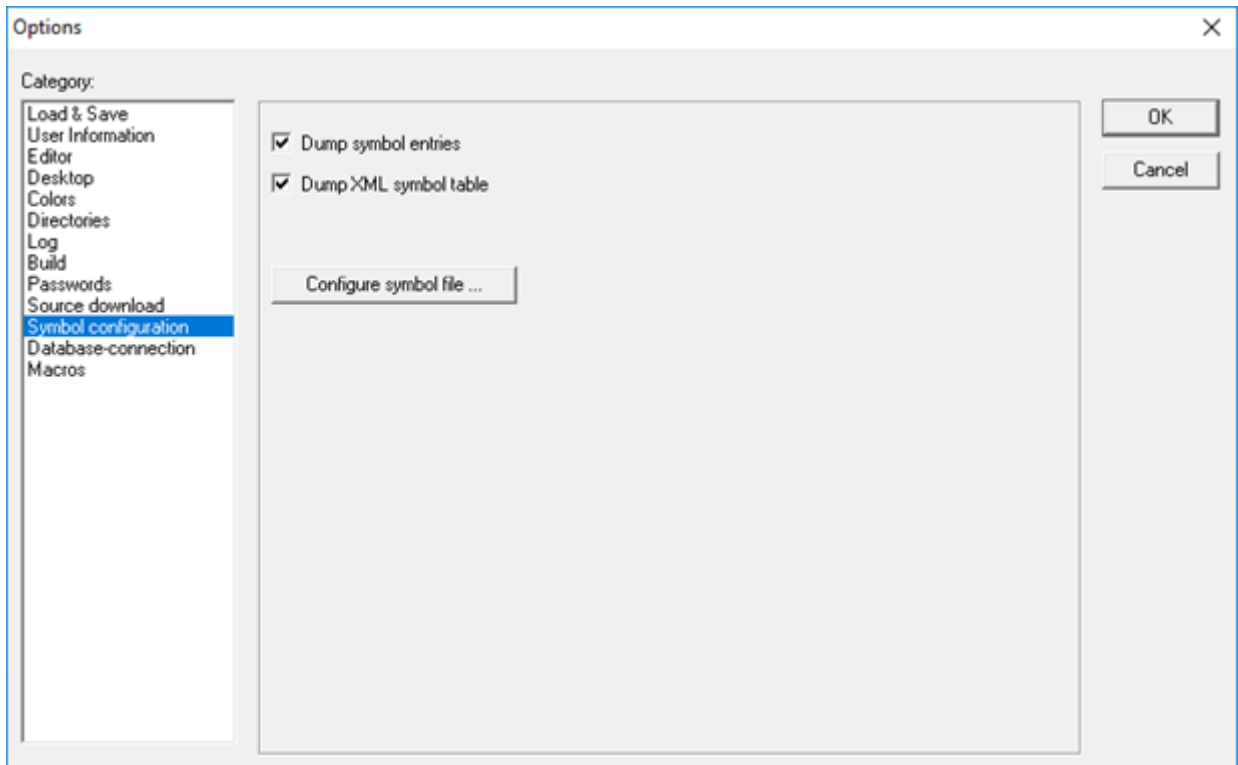 Options
Category:
Load & Save
User Information
Editor
Desktop
Colors
Directories
Log
Build
Passwords
Source download
Symbol configuration
Database-connection
Macros
Dump symbol entries
Dump XML symbol table
Configure symbol file ...
OK
Cancel